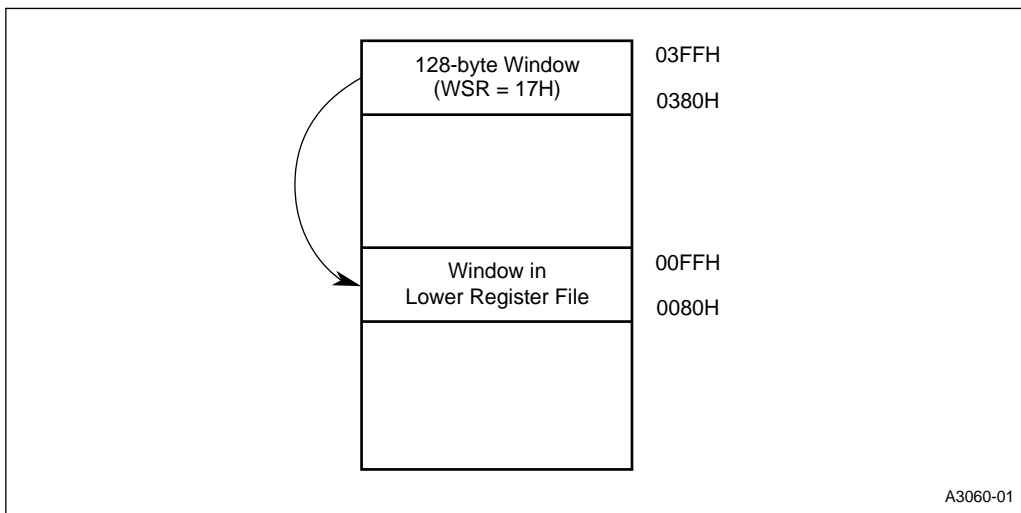 128-byte Window
(WSR = 17H)
03FFH
0380H
Window in
Lower Register File
00FFH
0080H
A3060-01